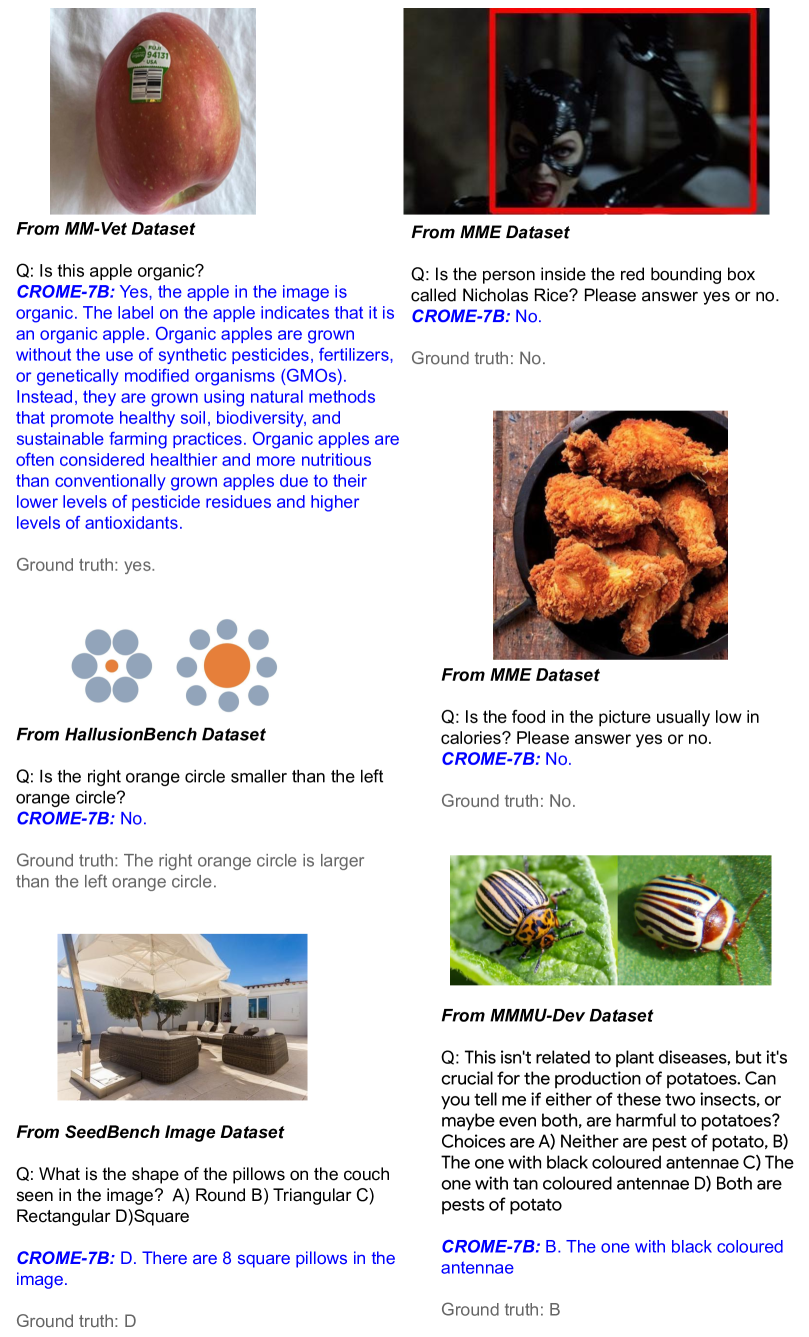 FUJI
94131
USA
From MM-Vet Dataset
Q: Is this apple organic?
CROME-7B: Yes, the apple in the image is
organic. The label on the apple indicates that it is
an organic apple. Organic apples are grown
without the use of synthetic pesticides, fertilizers,
or genetically modified organisms (GMOs).
Instead, they are grown using natural methods
that promote healthy soil, biodiversity, and
sustainable farming practices. Organic apples are
often considered healthier and more nutritious
than conventionally grown apples due to their
lower levels of pesticide residues and higher
levels of antioxidants.
Ground truth: yes.
From HallusionBench Dataset
Q: Is the right orange circle smaller than the left
orange circle?
CROME-7B: No.
Ground truth: The right orange circle is larger
than the left orange circle.
From SeedBench Image Dataset
Q: What is the shape of the pillows on the couch
seen in the image?  A) Round B) Triangular C)
Rectangular D)Square
CROME-7B: D. There are 8 square pillows in the
image.
Ground truth: D
From MME Dataset
Q: Is the person inside the red bounding box
called Nicholas Rice? Please answer yes or no.
CROME-7B: No.
Ground truth: No.
From MME Dataset
Q: Is the food in the picture usually low in
calories? Please answer yes or no.
CROME-7B: No.
Ground truth: No.
From MMMU-Dev Dataset
Q: This isn't related to plant diseases, but it's
crucial for the production of potatoes. Can
you tell me if either of these two insects, or
maybe even both, are harmful to potatoes?
Choices are A) Neither are pest of potato, B)
The one with black coloured antennae C) The
one with tan coloured antennae D) Both are
pests of potato
CROME-7B: B. The one with black coloured
antennae
Ground truth: B